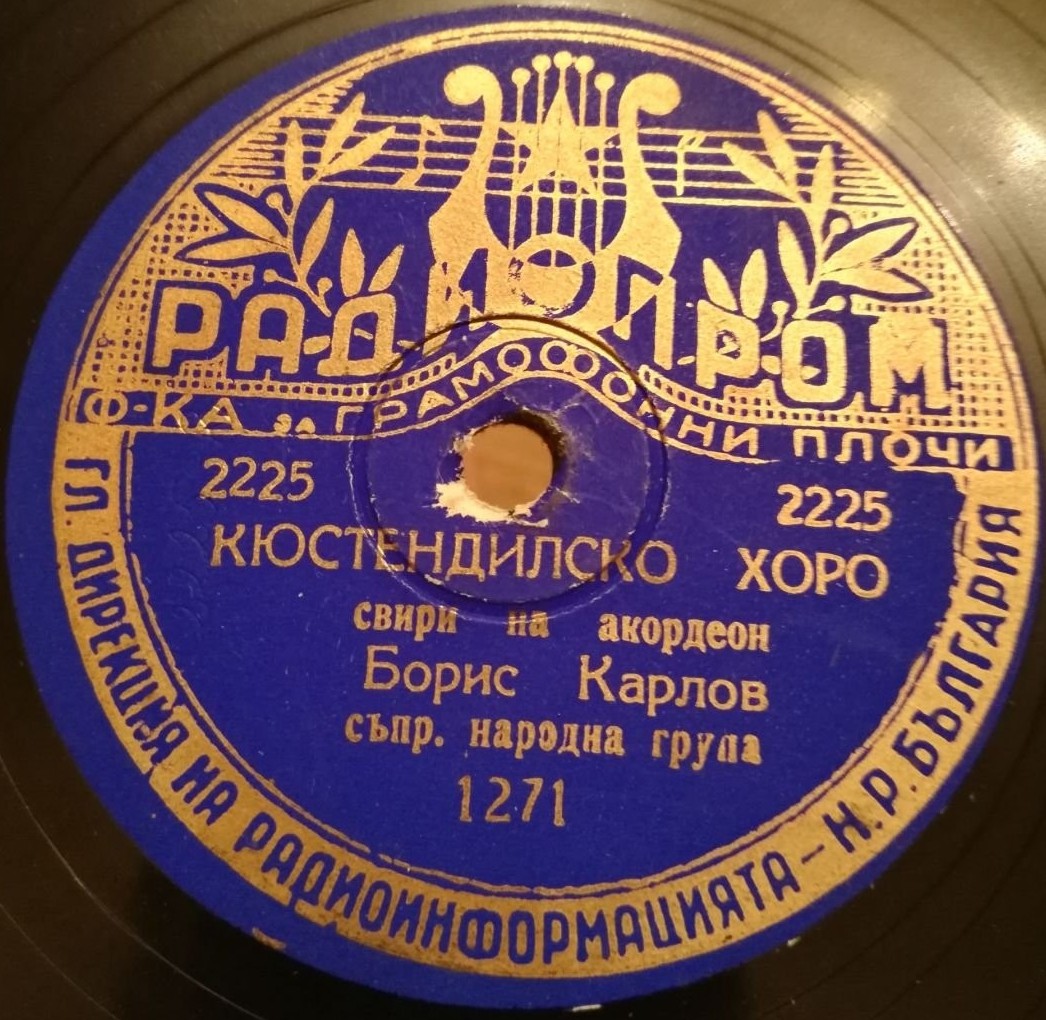 РАДИОПРОМ
Ф-КА за ГРАМОФОННИ ПЛОЧИ
2225 2225
КЮСТЕНДИЛСКО ХОРО
свири на акордеон
Борис Карлов
съпр. народна група
1271
ГЛ. ДИРЕКЦИЯ НА РАДИОИНФОРМАЦИЯТА – Н.Р. БЪЛГАРИЯ